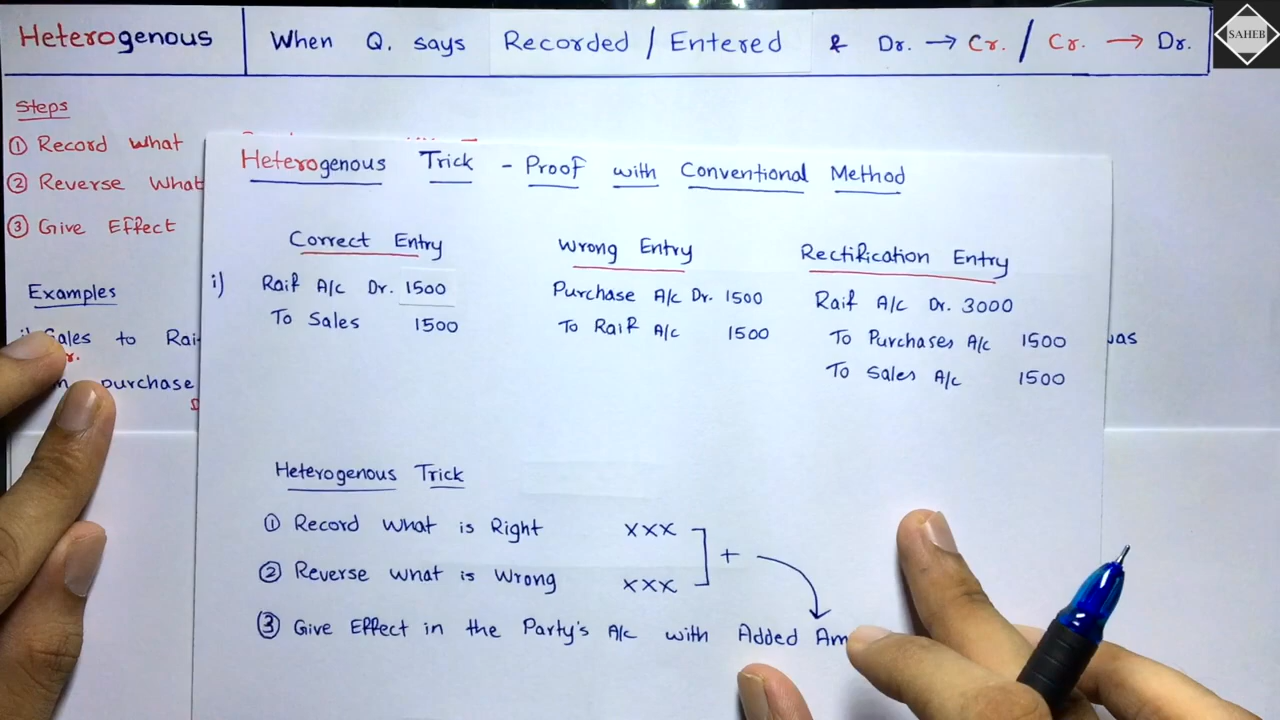 Heterogenous When Q. says Recorded / Entered & Dr. → Cr. / Cr. → Dr.
SAHEB
Steps
① Record What
② Reverse What
③ Give Effect
Examples
Sales to Rai
purchase
was
Heterogenous Trick - Proof with Conventional Method
Correct Entry Wrong Entry Rectification Entry
i) Raif A/c Dr. 1500 Purchase A/c Dr. 1500 Raif A/c Dr. 3000
To Sales 1500 To Raif A/c 1500 To Purchases A/c 1500
To Sales A/c 1500
Heterogenous Trick
① Record What is Right XXX
② Reverse What is Wrong XXX +
③ Give Effect in the Party's A/c with Added Am